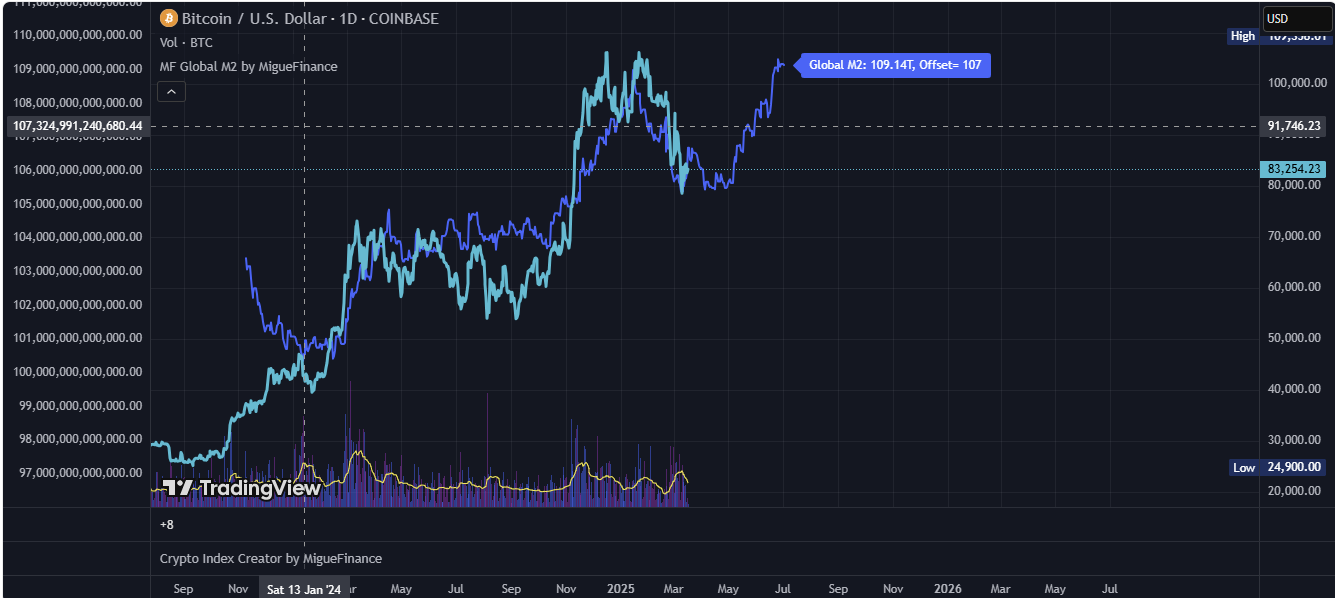 111,000,000,000,000.00
Bitcoin / U.S. Dollar · 1D · COINBASE
USD
110,000,000,000,000.00
Vol · BTC
High
MF Global M2 by MigueFinance
Global M2: 109.14T, Offset= 107
109,000,000,000,000.00
100,000.00
108,000,000,000,000.00
107,324,991,240,680.44
91,746.23
106,000,000,000,000.00
83,254.23
80,000.00
105,000,000,000,000.00
104,000,000,000,000.00
70,000.00
103,000,000,000,000.00
60,000.00
102,000,000,000,000.00
101,000,000,000,000.00
50,000.00
100,000,000,000,000.00
40,000.00
99,000,000,000,000.00
98,000,000,000,000.00
30,000.00
97,000,000,000,000.00
Low 24,900.00
TradingView
20,000.00
+8
Crypto Index Creator by MigueFinance
Sep Nov Sat 13 Jan '24 May Jul Sep Nov 2025 Mar May Jul Sep Nov 2026 Mar May Jul